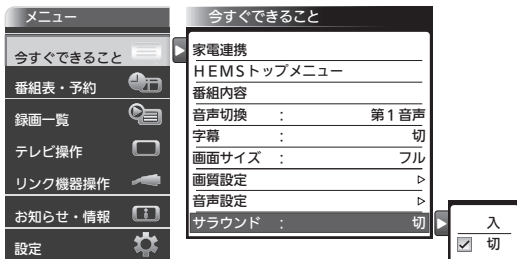 メニュー
今すぐできること
番組表・予約
録画一覧
テレビ操作
リンク機器操作
お知らせ・情報
設定
今すぐできること
家電連携
HEMSトップメニュー
番組内容
音声切換 : 第1音声
字幕 : 切
画面サイズ : フル
画質設定
音声設定
サラウンド : 切
入
切